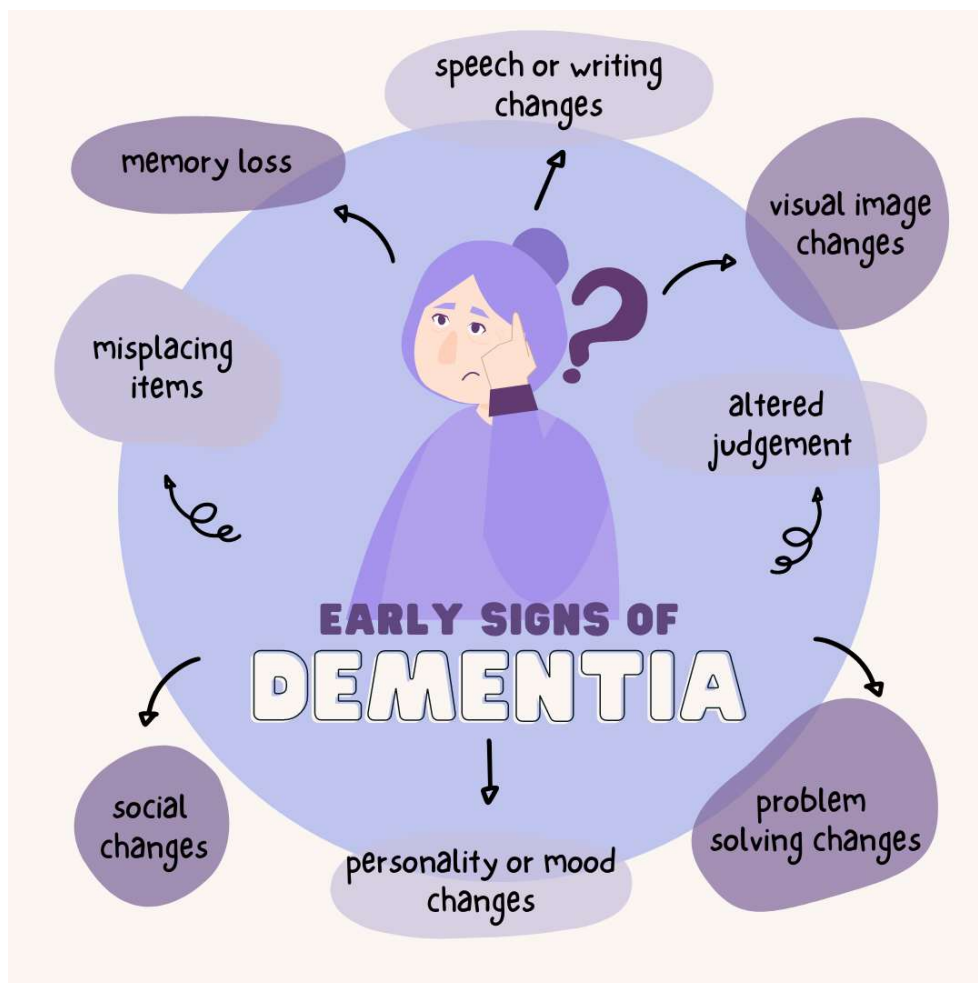 speech or writing
changes
memory loss
visual image
changes
misplacing
items
altered
judgement
EARLY SIGNS OF
DEMENTIA
social
changes
problem
solving changes
personality or mood
changes